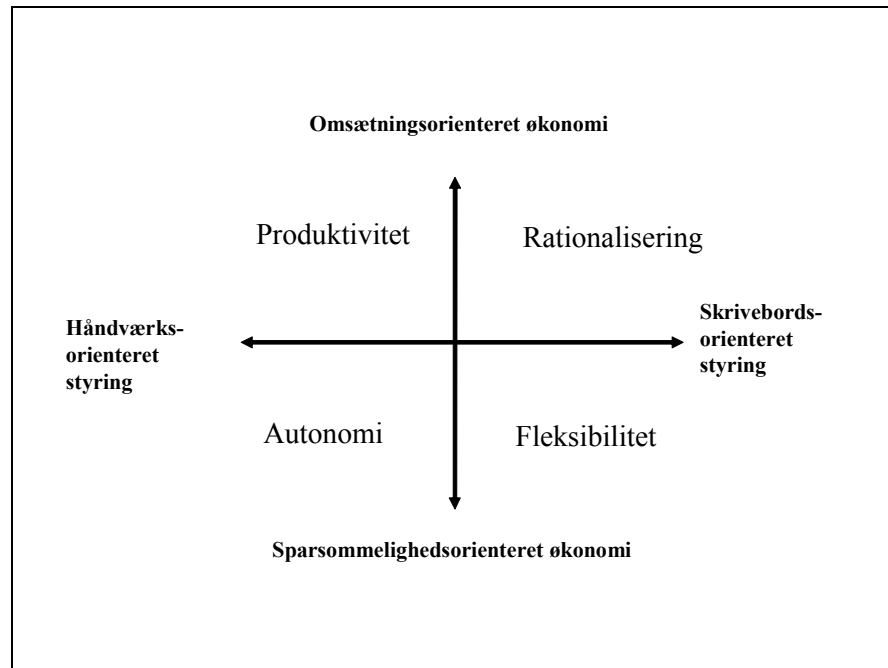 Omsætningsorienteret økonomi
Produktivitet
Rationalisering
Håndværks-
orienteret
styring
Skrivebords-
orienteret
styring
Autonomi
Fleksibilitet
Sparsommelighedsorienteret økonomi